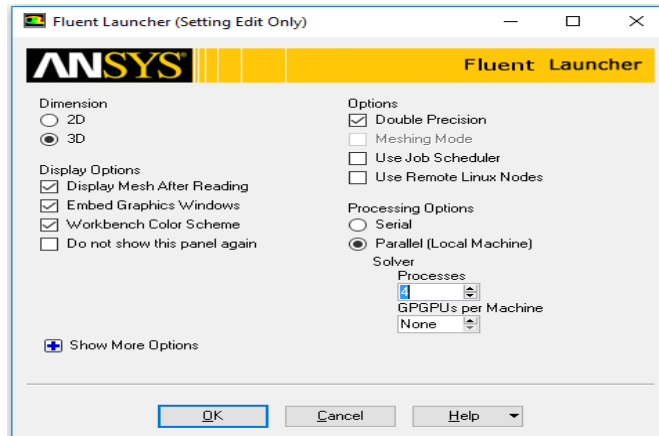 Fluent Launcher (Setting Edit Only)
ANSYS
Fluent Launcher
Dimension
2D
3D
Display Options
Display Mesh After Reading
Embed Graphics Windows
Workbench Color Scheme
Do not show this panel again
Show More Options
Options
Double Precision
Meshing Mode
Use Job Scheduler
Use Remote Linux Nodes
Processing Options
Serial
Parallel (Local Machine)
Solver
Processes
4
GPGPUs per Machine
None
OK
Cancel
Help